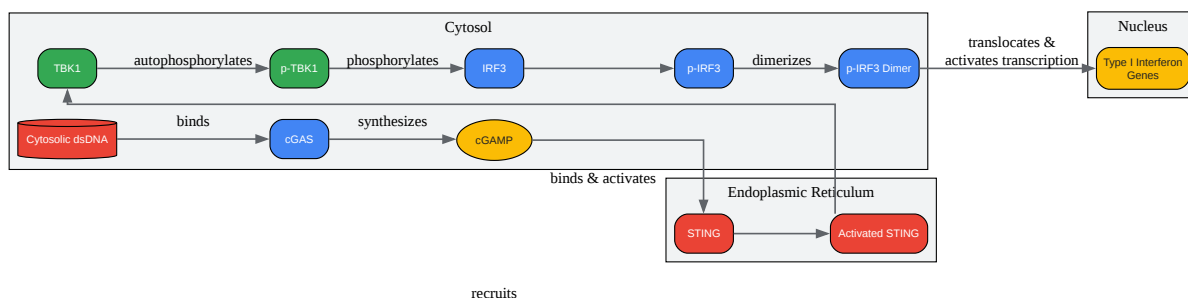 Cytosol
Nucleus
TBK1
autophosphorylates
p-TBK1
phosphorylates
IRF3
p-IRF3
dimerizes
p-IRF3 Dimer
translocates &
activates transcription
Type I Interferon
Genes
Cytosolic dsDNA
binds
cGAS
synthesizes
cGAMP
binds & activates
Endoplasmic Reticulum
STING
Activated STING
recruits